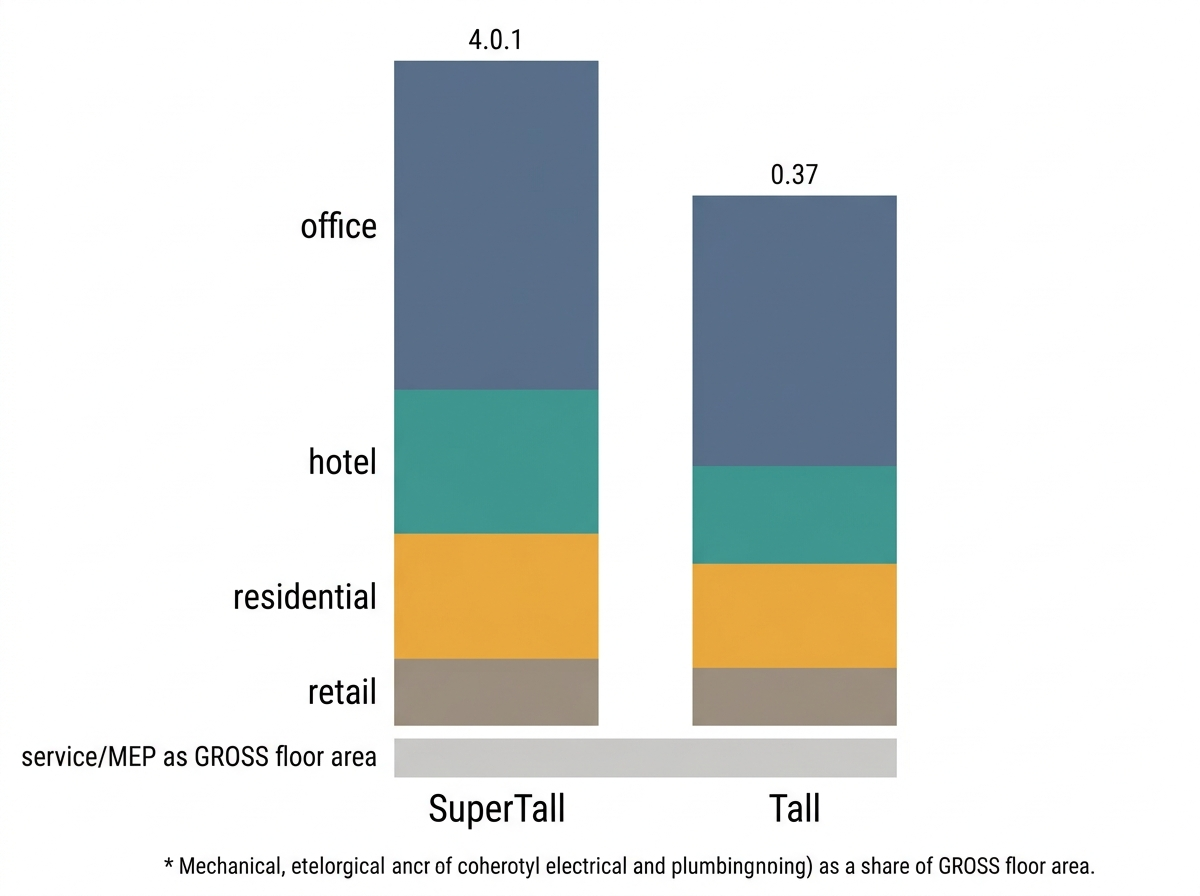 4.0.1
0.37
office
hotel
residential
retail
service/MEP as GROSS floor area
SuperTall
Tall
* Mechanical, etelorgical ancr of coherotyl electrical and plumbingnoing) as a share of GROSS floor area.